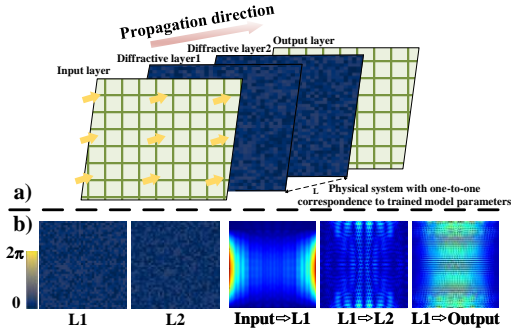 Propagation direction
Output layer
Diffractive layer2
Diffractive layer1
Input layer
L
Physical system with one-to-one
correspondence to trained model parameters
a)
b)
2π
0
L1
L2
Input⇨L1
L1⇨L2
L1⇨Output